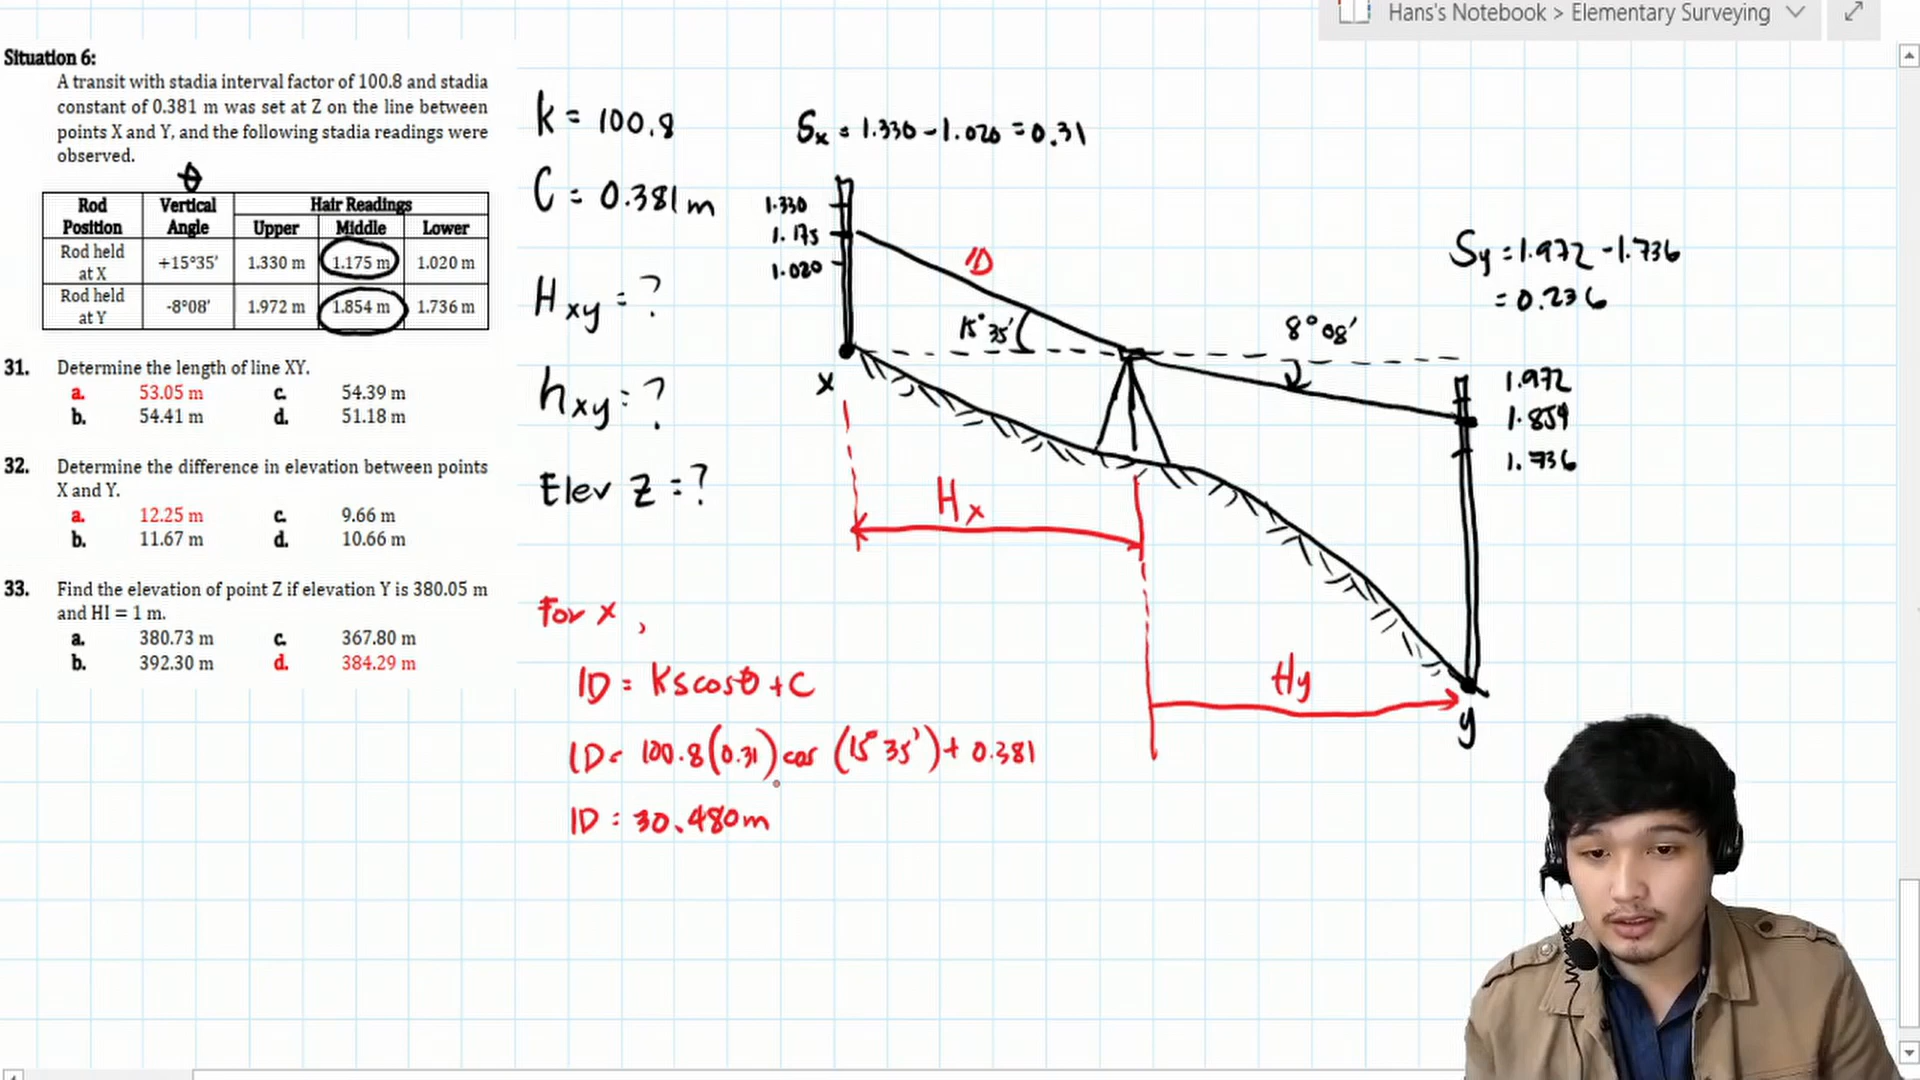 Hans's Notebook > Elementary Surveying
Situation 6:
A transit with stadia interval factor of 100.8 and stadia
constant of 0.381 m was set at Z on the line between
points X and Y, and the following stadia readings were
observed.
θ
Rod Position | Vertical Angle | Hair Readings
Upper | Middle | Lower
Rod held at X | +15°35' | 1.330 m | 1.175 m | 1.020 m
Rod held at Y | -8°08' | 1.972 m | 1.854 m | 1.736 m
31. Determine the length of line XY.
a. 53.05 m c. 54.39 m
b. 54.41 m d. 51.18 m
32. Determine the difference in elevation between points
X and Y.
a. 12.25 m c. 9.66 m
b. 11.67 m d. 10.66 m
33. Find the elevation of point Z if elevation Y is 380.05 m
and HI = 1 m.
a. 380.73 m c. 367.80 m
b. 392.30 m d. 384.29 m
k = 100.8
C = 0.381 m
Hxy = ?
hxy = ?
Elev Z = ?
Sx = 1.330 - 1.020 = 0.31
1.330
1.175
1.020
ID
15° 35'
8° 08'
Sy = 1.972 - 1.736
= 0.236
1.972
1.854
1.736
x
Hx
Hy
y
For x,
ID = Kscosθ + C
ID = 100.8(0.31) cos (15° 35') + 0.381
ID = 30.480m